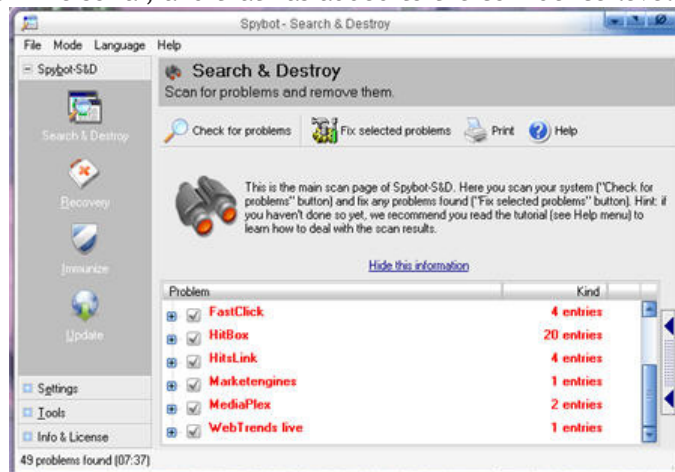 Spybot - Search & Destroy
File Mode Language Help
Spybot-S&D
Search & Destroy
Recovery
Immunize
Update
Settings
Tools
Info & License
Search & Destroy
Scan for problems and remove them.
Check for problems Fix selected problems Print Help
This is the main scan page of Spybot-S&D. Here you scan your system ("Check for
problems" button) and fix any problems found ("Fix selected problems" button). Hint: if
you haven't done so yet, we recommend you read the tutorial (see Help menu) to
learn how to deal with the scan results.
Hide this information
Problem Kind
FastClick 4 entries
HitBox 20 entries
HitsLink 4 entries
Marketengines 1 entries
MediaPlex 2 entries
WebTrends live 1 entries
49 problems found (07:37)